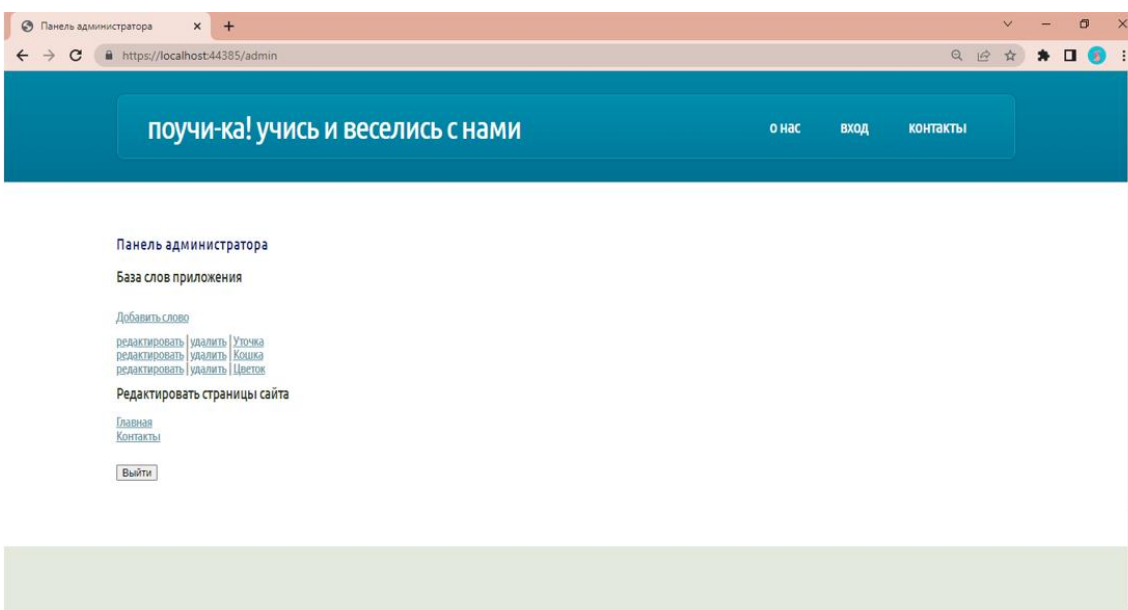 Панель администратора
https://localhost:44385/admin
поучи-ка! учись и веселись с нами
о нас вход контакты
Панель администратора
База слов приложения
Добавить слово
редактировать | удалить | Уточка
редактировать | удалить | Кошка
редактировать | удалить | Цветок
Редактировать страницы сайта
Главная
Контакты
Выйти